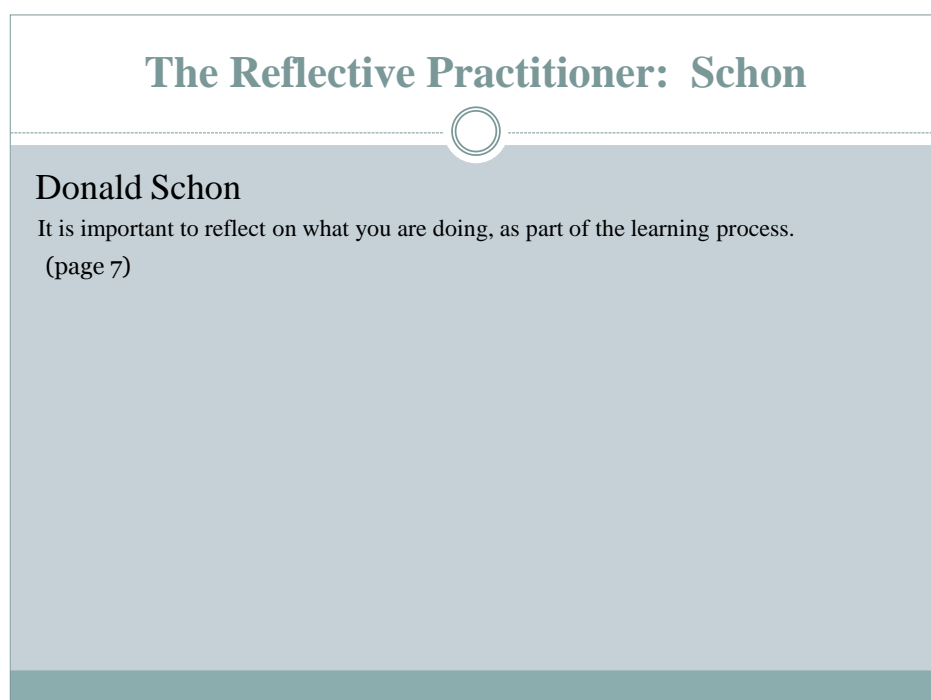 The Reflective Practitioner:  Schon
Donald Schon
It is important to reflect on what you are doing, as part of the learning process.
(page 7)